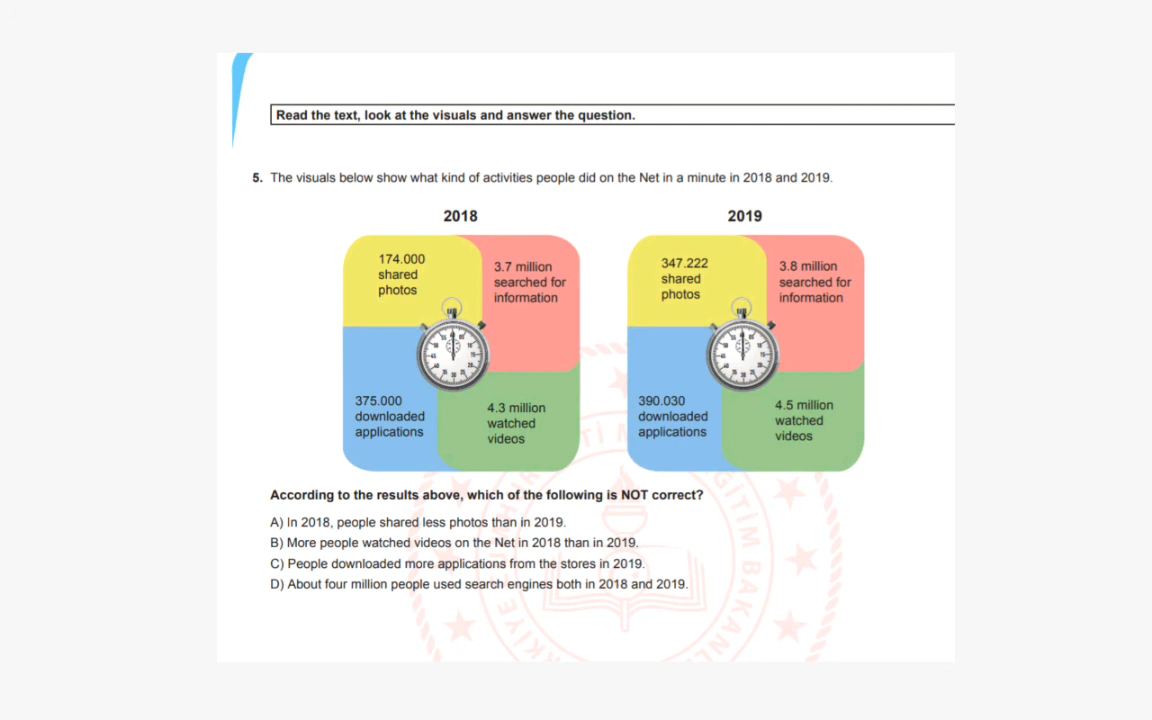 Read the text, look at the visuals and answer the question.
5. The visuals below show what kind of activities people did on the Net in a minute in 2018 and 2019.
2018
174.000
shared
photos
3.7 million
searched for
information
375.000
downloaded
applications
4.3 million
watched
videos
2019
347.222
shared
photos
3.8 million
searched for
information
390.030
downloaded
applications
4.5 million
watched
videos
According to the results above, which of the following is NOT correct?
A) In 2018, people shared less photos than in 2019.
B) More people watched videos on the Net in 2018 than in 2019.
C) People downloaded more applications from the stores in 2019.
D) About four million people used search engines both in 2018 and 2019.